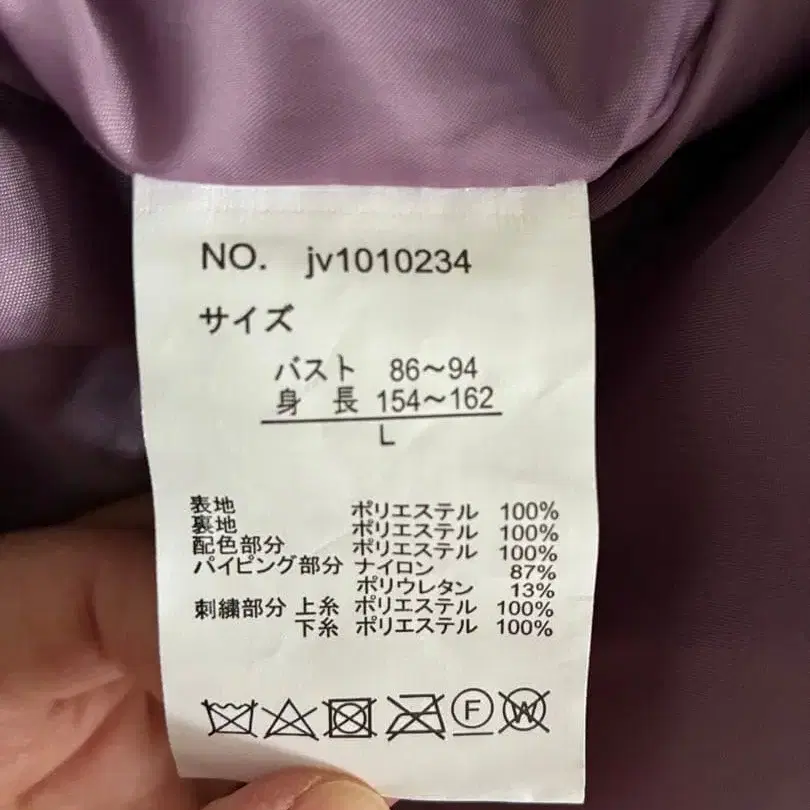 NO. jv1010234
サイズ
バスト 86～94
身 長 154～162
L
表地 ポリエステル 100%
裏地 ポリエステル 100%
配色部分 ポリエステル 100%
パイピング部分 ナイロン 87%
ポリウレタン 13%
刺繍部分 上糸 ポリエステル 100%
下糸 ポリエステル 100%
F W